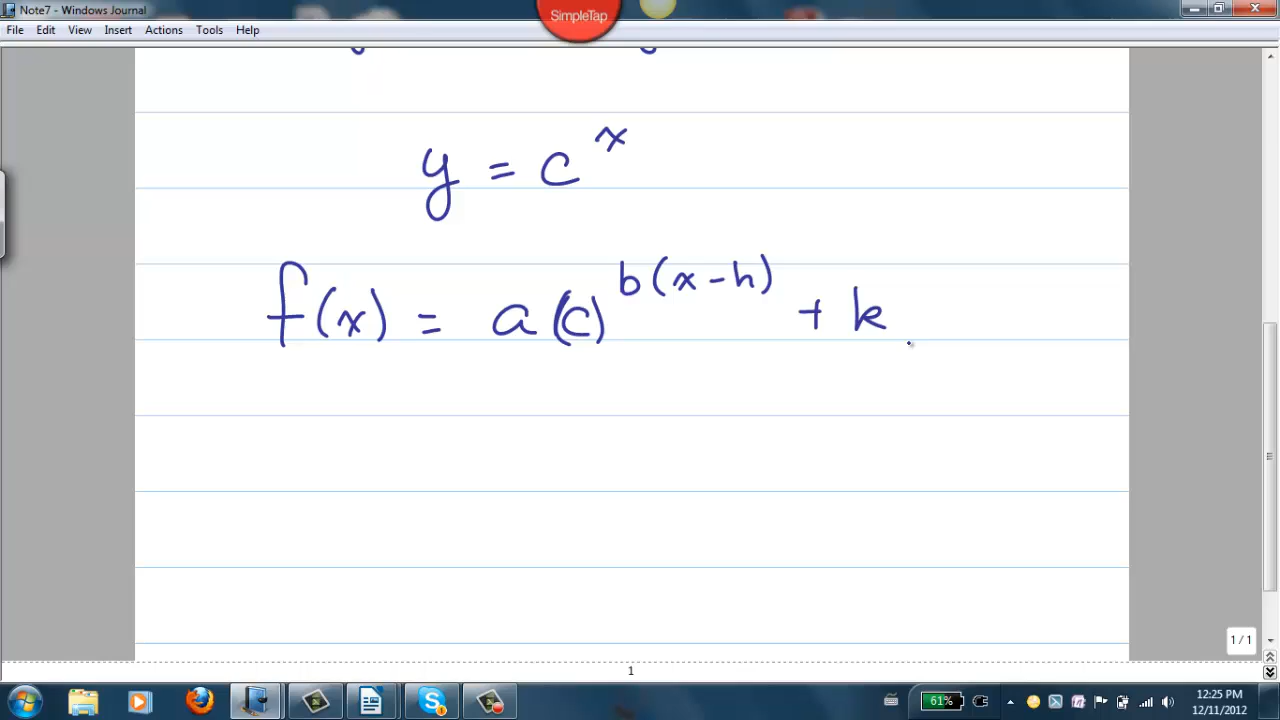 Note7 - Windows Journal
SimpleTap
File Edit View Insert Actions Tools Help
y = c^x
f(x) = a(c)^b(x-h) + k
1 / 1
1
61%
12:25 PM
12/11/2012